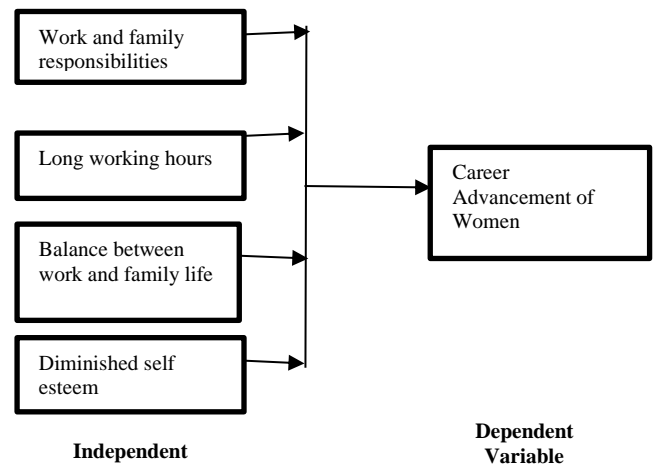 Work and family
responsibilities
Long working hours
Balance between
work and family life
Diminished self
esteem
Independent
Career
Advancement of
Women
Dependent
Variable